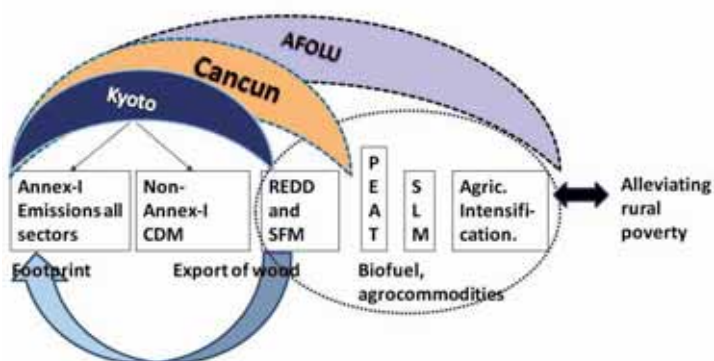 AFOLU
Cancun
Kyoto
Annex-I
Emissions all
sectors
Non-
Annex-I
CDM
REDD
and
SFM
P
E
A
T
S
L
M
Agric.
Intensifi-
cation.
Alleviating
rural
poverty
Footprint
Export of wood
Biofuel,
agrocommodities